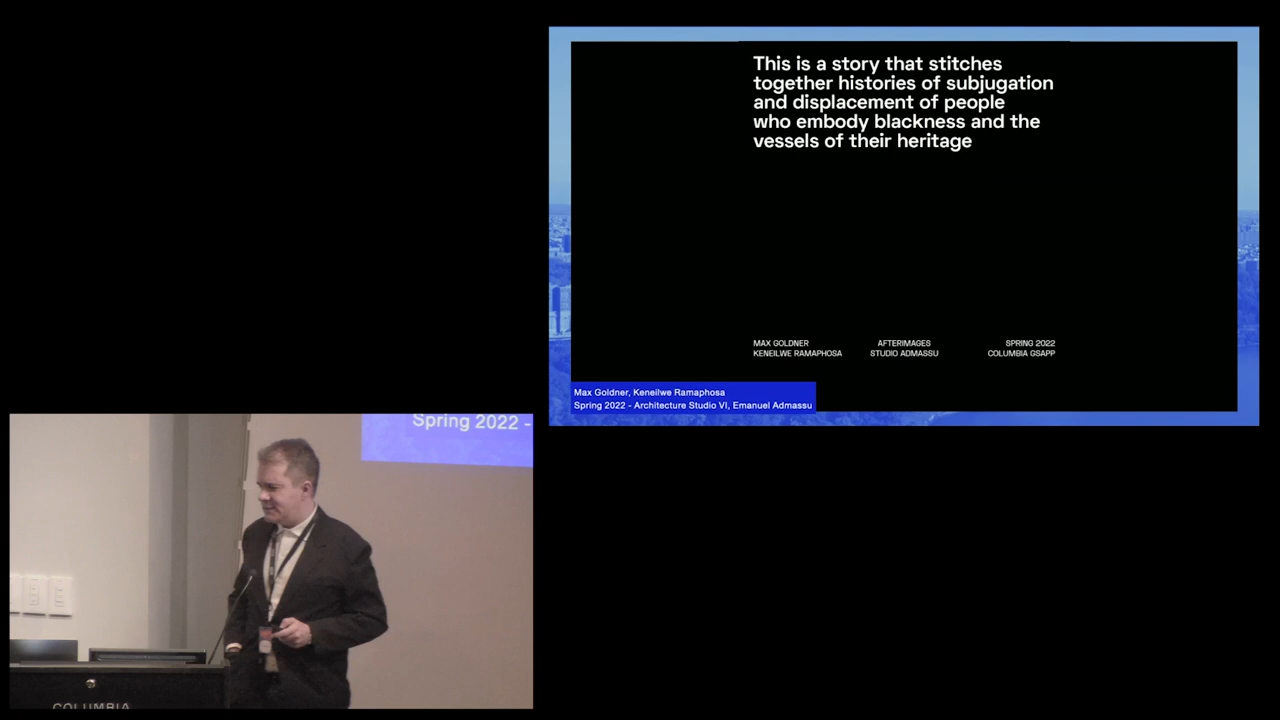 This is a story that stitches
together histories of subjugation
and displacement of people
who embody blackness and the
vessels of their heritage
MAX GOLDNER
KENEILWE RAMAPHOSA
AFTERIMAGES
STUDIO ADMASSU
SPRING 2022
COLUMBIA GSAPP
Max Goldner, Keneilwe Ramaphosa
Spring 2022 - Architecture Studio VI, Emanuel Admassu
Spring 2022 -
COLUMBIA